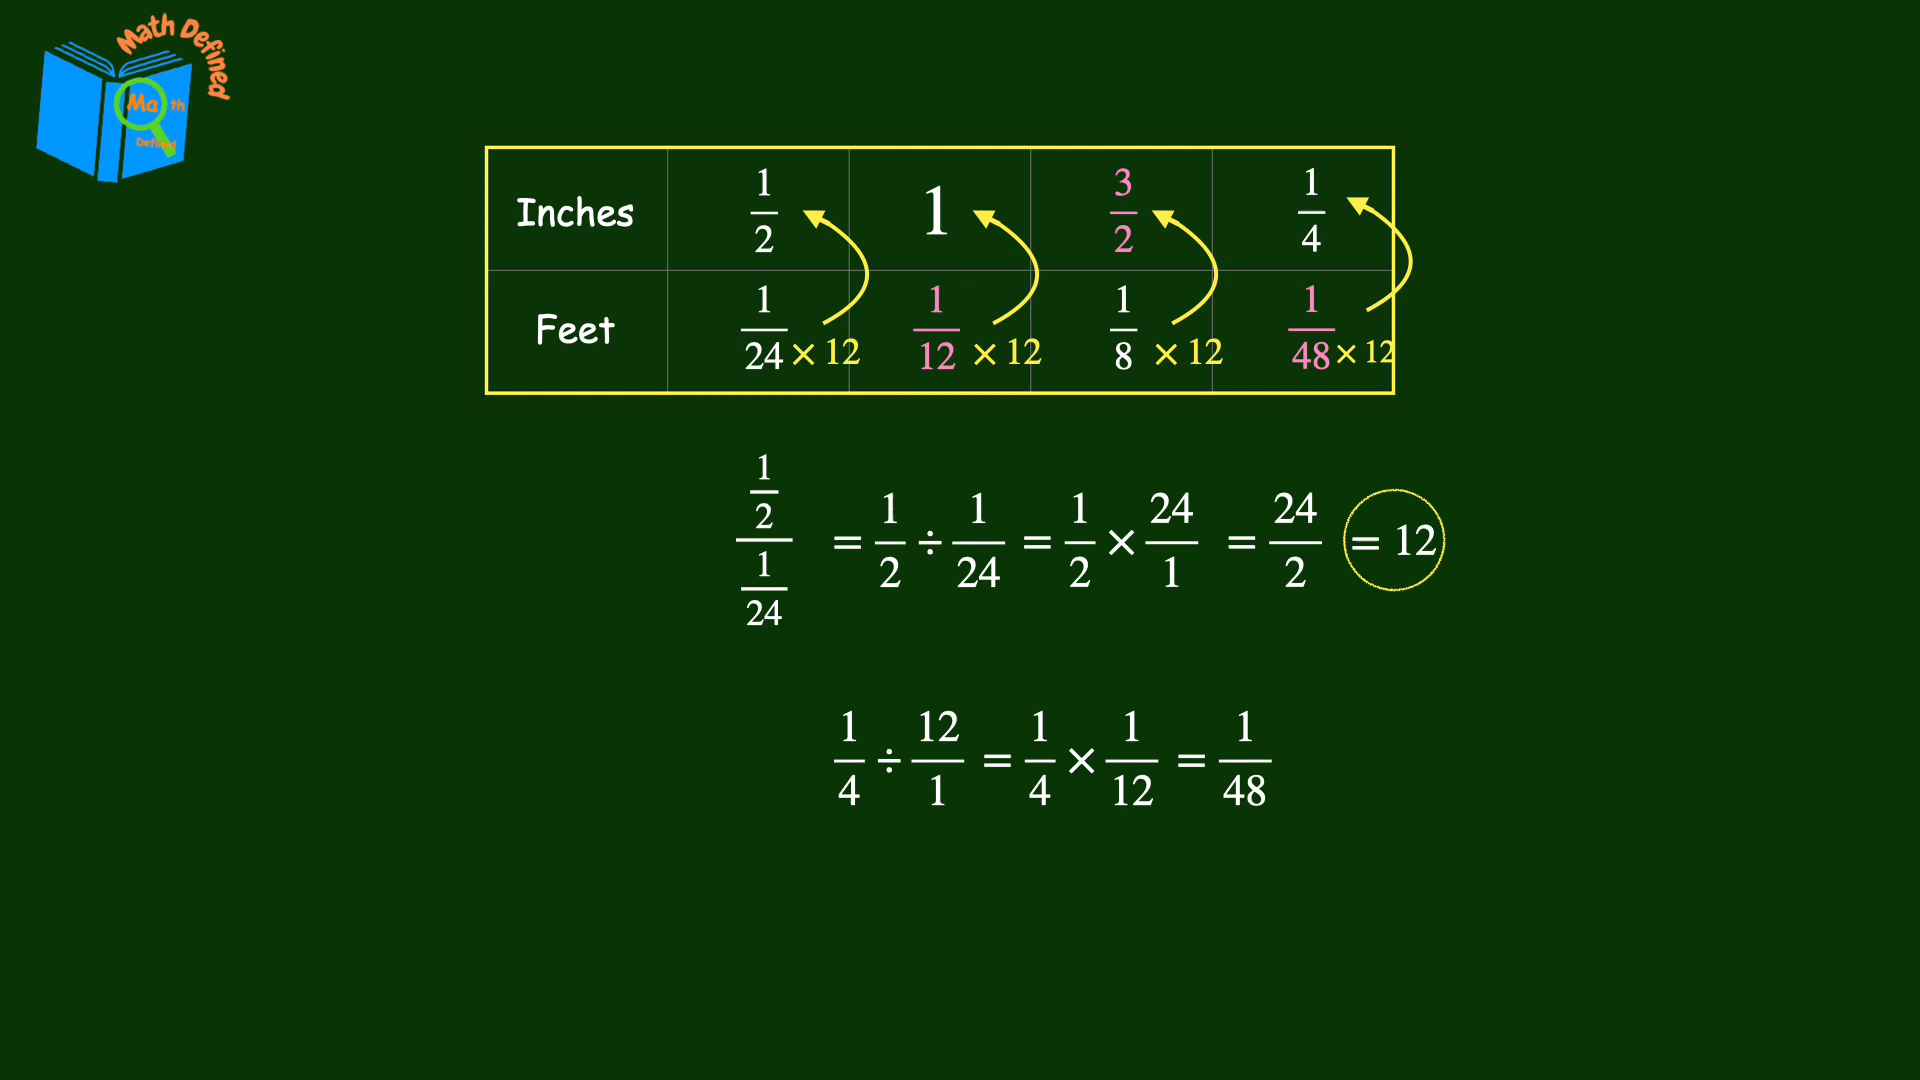 Math Defined
Ma th
Defined
Inches 1/2 1 3/2 1/4
Feet 1/24 × 12 1/12 × 12 1/8 × 12 1/48 × 12
(1/2)/(1/24) = 1/2 ÷ 1/24 = 1/2 × 24/1 = 24/2 = 12
1/4 ÷ 12/1 = 1/4 × 1/12 = 1/48